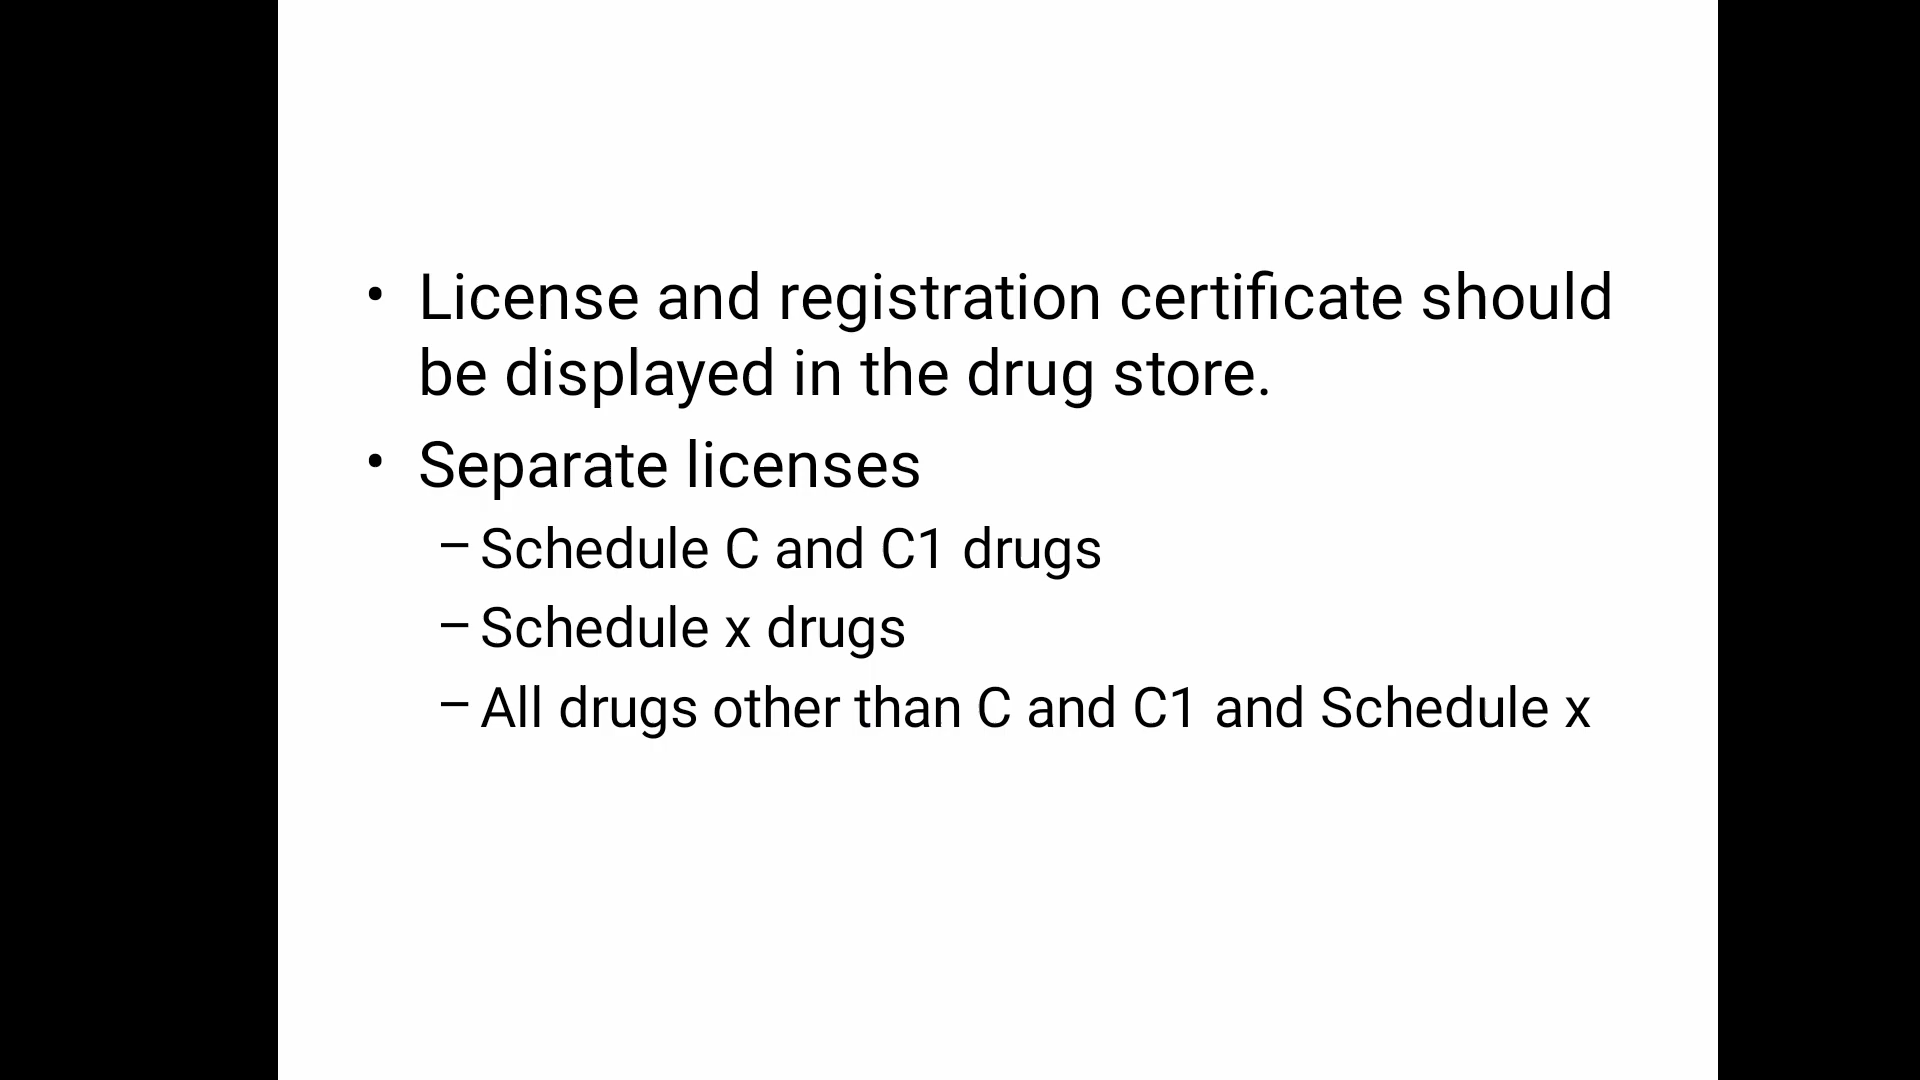 • License and registration certificate should
be displayed in the drug store.
• Separate licenses
– Schedule C and C1 drugs
– Schedule x drugs
– All drugs other than C and C1 and Schedule x